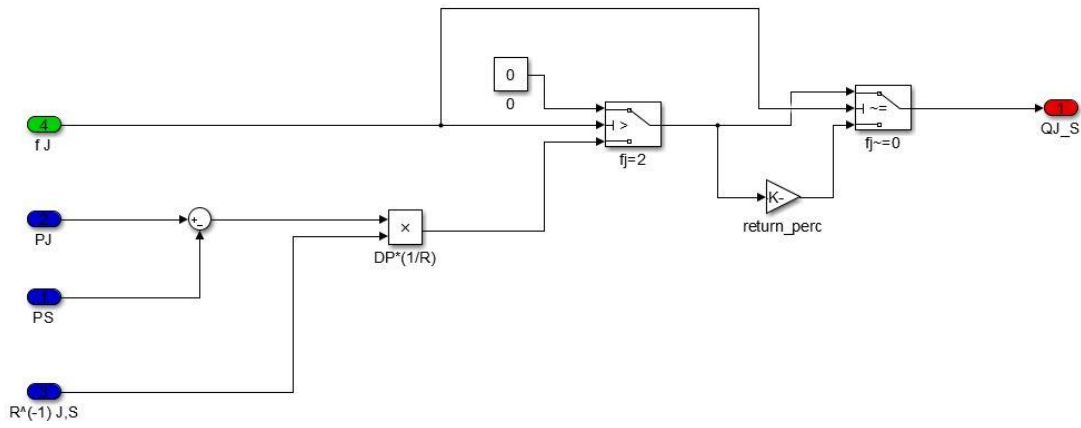 0
0
4
f J
>
fj=2
~=
fj~=0
1
QJ_S
K-
return_perc
2
PJ
+
-
×
DP*(1/R)
1
PS
3
R^(-1) J,S